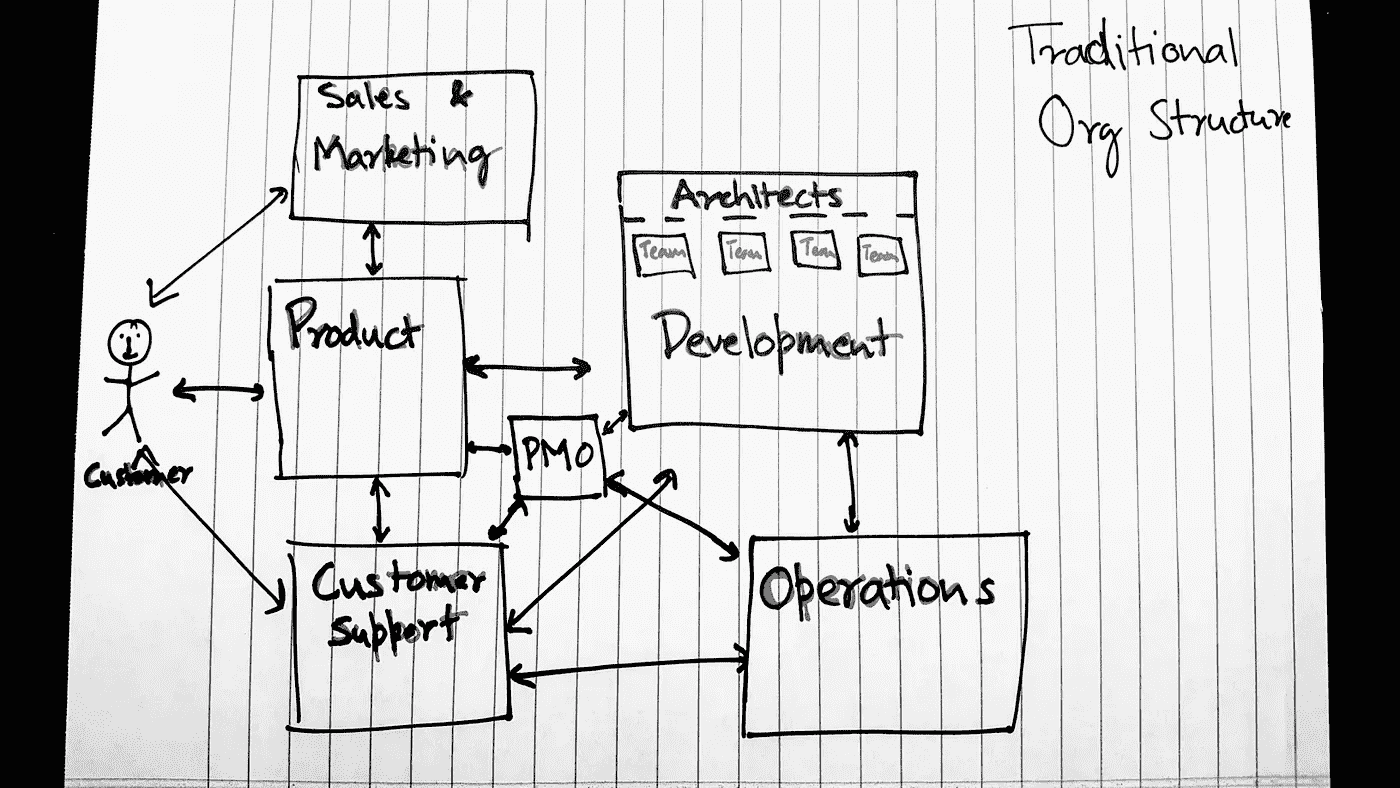 Traditional
Org Structure
Sales &
Marketing
Architects
Team
Team
Team
Team
Product
Development
PMO
Customer
Customer
Support
Operations